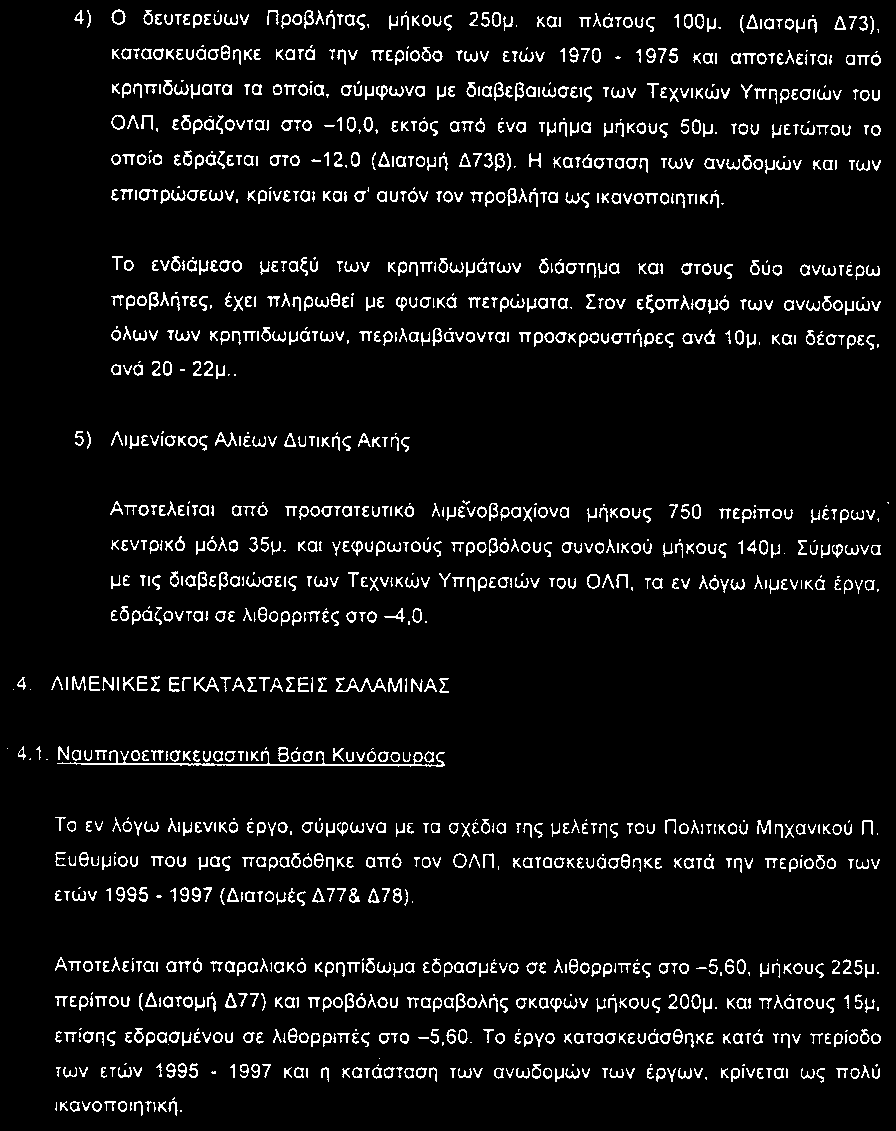 4) Ο δευτερεύων Προβλήτας, μήκους 250μ. και πλάτους 100μ. (Διατομή Δ73),
κατασκευάσθηκε κατά την περίοδο των ετών 1970 - 1975 και αποτελείται από
κρηπιδώματα τα οποία, σύμφωνα με διαβεβαιώσεις των Τεχνικών Υπηρεσιών του
ΟΛΠ, εδράζονται στο –10,0, εκτός από ένα τμήμα μήκους 50μ. του μετώπου το
οποίο εδράζεται στο –12,0 (Διατομή Δ73β). Η κατάσταση των ανωδομών και των
επιστρώσεων, κρίνεται και σ' αυτόν τον προβλήτα ως ικανοποιητική.
Το ενδιάμεσο μεταξύ των κρηπιδωμάτων διάστημα και στους δύο ανωτέρω
προβλήτες, έχει πληρωθεί με φυσικά πετρώματα. Στον εξοπλισμό των ανωδομών
όλων των κρηπιδωμάτων, περιλαμβάνονται προσκρουστήρες ανά 10μ. και δέστρες,
ανά 20 - 22μ..
5) Λιμενίσκος Αλιέων Δυτικής Ακτής
Αποτελείται από προστατευτικό λιμενοβραχίονα μήκους 750 περίπου μέτρων,
κεντρικό μόλο 35μ. και γεφυρωτούς προβόλους συνολικού μήκους 140μ. Σύμφωνα
με τις διαβεβαιώσεις των Τεχνικών Υπηρεσιών του ΟΛΠ, τα εν λόγω λιμενικά έργα,
εδράζονται σε λιθορριπές στο –4,0.
.4. ΛΙΜΕΝΙΚΕΣ ΕΓΚΑΤΑΣΤΑΣΕΙΣ ΣΑΛΑΜΙΝΑΣ
4.1. Ναυπηγοεπισκευαστική Βάση Κυνόσουρας
Το εν λόγω λιμενικό έργο, σύμφωνα με τα σχέδια της μελέτης του Πολιτικού Μηχανικού Π.
Ευθυμίου που μας παραδόθηκε από τον ΟΛΠ, κατασκευάσθηκε κατά την περίοδο των
ετών 1995 - 1997 (Διατομές Δ77& Δ78).
Αποτελείται από παραλιακό κρηπίδωμα εδρασμένο σε λιθορριπές στο –5,60, μήκους 225μ.
περίπου (Διατομή Δ77) και προβόλου παραβολής σκαφών μήκους 200μ. και πλάτους 15μ,
επίσης εδρασμένου σε λιθορριπές στο –5,60. Το έργο κατασκευάσθηκε κατά την περίοδο
των ετών 1995 - 1997 και η κατάσταση των ανωδομών των έργων, κρίνεται ως πολύ
ικανοποιητική.